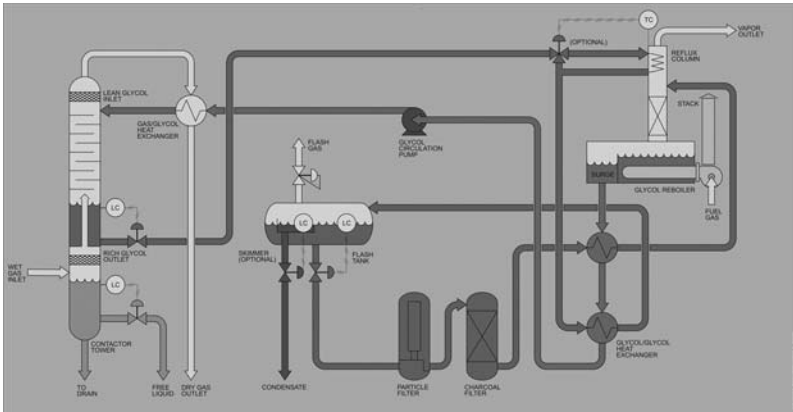 TC
(OPTIONAL)
VAPOR
OUTLET
REFLUX
COLUMN
LEAN GLYCOL
INLET
GAS/GLYCOL
HEAT
EXCHANGER
GLYCOL
CIRCULATION
PUMP
STACK
FLASH
GAS
SURGE
GLYCOL REBOILER
FUEL
GAS
LC
RICH GLYCOL
OUTLET
LC
LC
SKIMMER
(OPTIONAL)
FLASH
TANK
WET
GAS
INLET
LC
CONTACTOR
TOWER
GLYCOL/GLYCOL
HEAT
EXCHANGER
TO
DRAIN
FREE
LIQUID
DRY GAS
OUTLET
CONDENSATE
PARTICLE
FILTER
CHARCOAL
FILTER